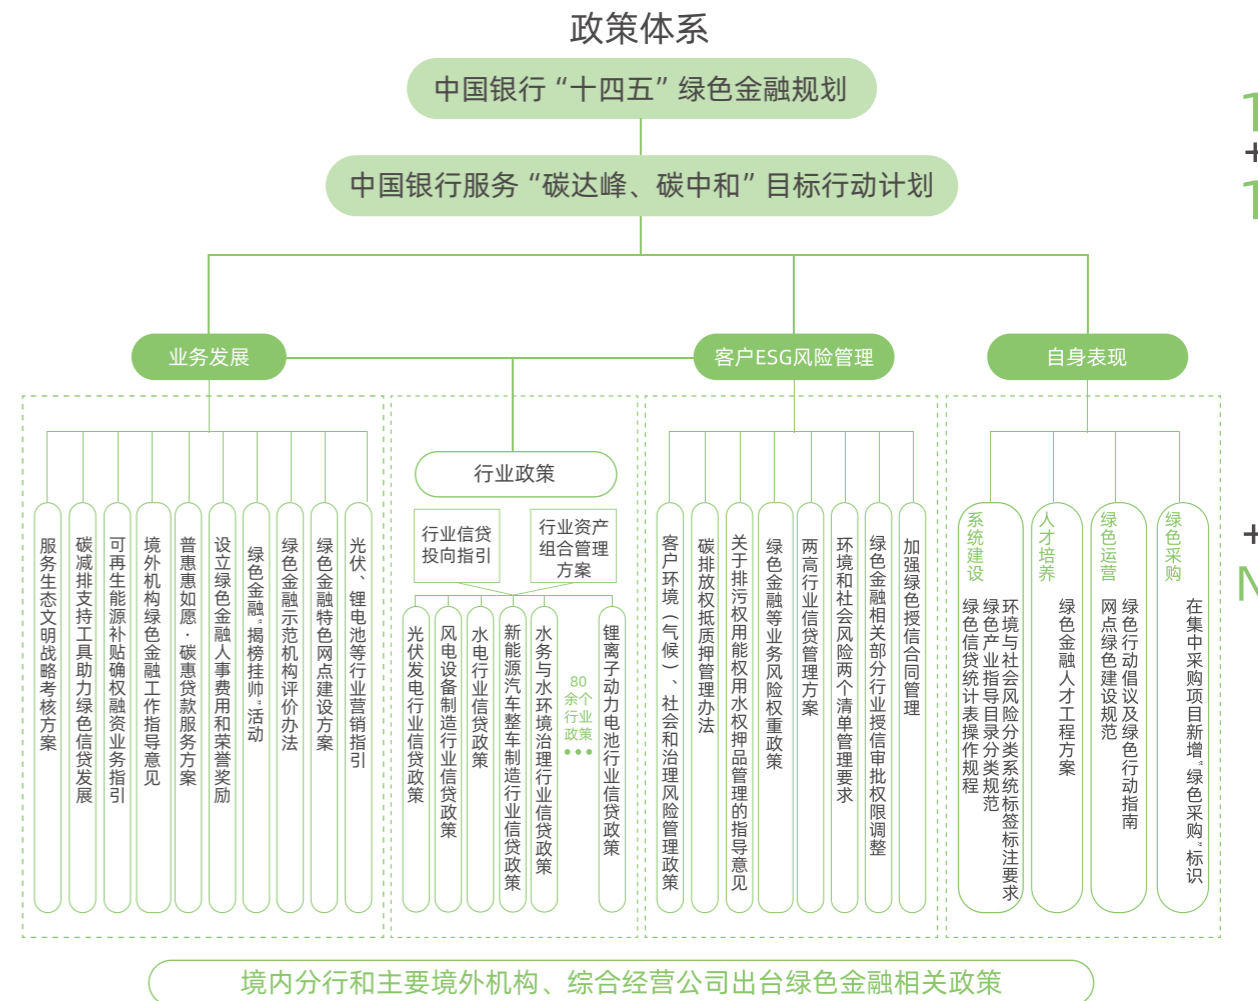 政策体系
中国银行“十四五”绿色金融规划
中国银行服务“碳达峰、碳中和”目标行动计划
1
+
1
业务发展
客户ESG风险管理
自身表现
服务生态文明战略考核方案
碳减排支持工具助力绿色信贷发展
可再生能源补贴确权融资业务指引
境外机构绿色金融工作指导意见
普惠惠如愿·碳惠贷款服务方案
设立绿色金融人事费用和荣誉奖励
绿色金融“揭榜挂帅”活动
绿色金融示范机构评价办法
绿色金融特色网点建设方案
光伏、锂电池等行业营销指引
行业政策
行业信贷
投向指引
行业资产
组合管理
方案
光伏发电行业信贷政策
风电设备制造行业信贷政策
水电行业信贷政策
新能源汽车整车制造行业信贷政策
水务与水环境治理行业信贷政策
80
余个
行业
政策
•••
锂离子动力电池行业信贷政策
客户环境（气候）、社会和治理风险管理政策
碳排放权抵质押管理办法
关于排污权用能权用水权押品管理的指导意见
绿色金融等业务风险权重政策
两高行业信贷管理方案
环境和社会风险两个清单管理要求
绿色金融相关部分行业授信审批权限调整
加强绿色授信合同管理
系统建设
绿色信贷统计表操作规程
绿色产业指导目录分类规范
环境与社会风险分类系统标签标注要求
人才培养
绿色金融人才工程方案
绿色运营
网点绿色建设规范
绿色行动倡议及绿色行动指南
绿色采购
在集中采购项目新增“绿色采购”标识
+
N
境内分行和主要境外机构、综合经营公司出台绿色金融相关政策